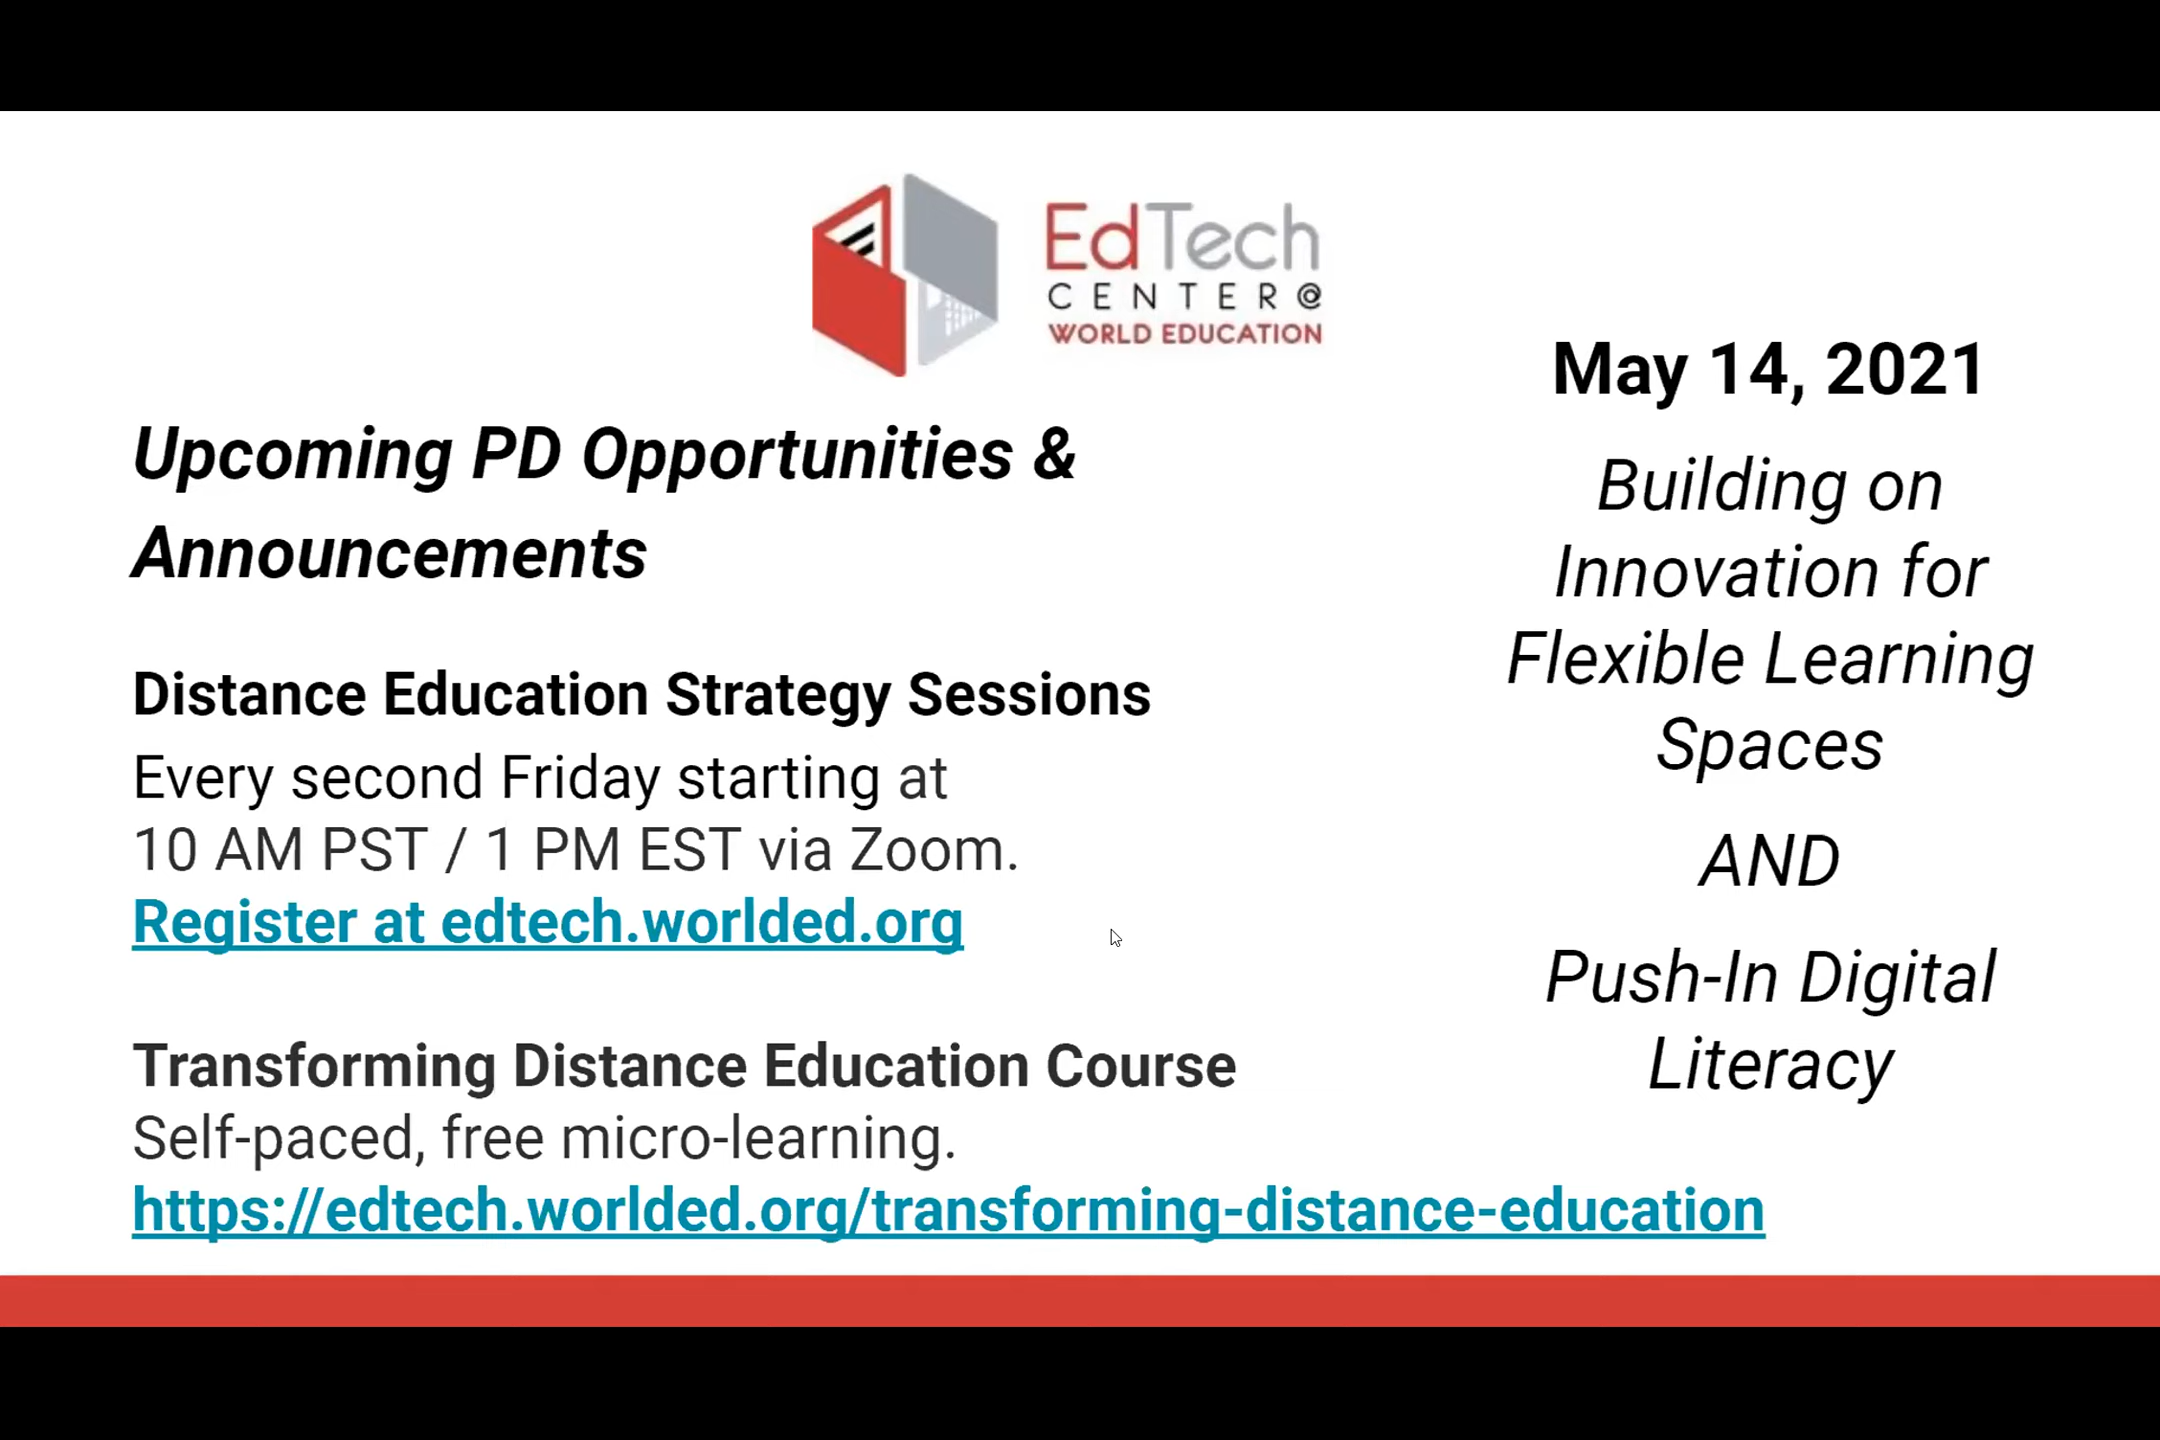 EdTech
CENTER@
WORLD EDUCATION
Upcoming PD Opportunities &
Announcements
Distance Education Strategy Sessions
Every second Friday starting at
10 AM PST / 1 PM EST via Zoom.
Register at edtech.worlded.org
Transforming Distance Education Course
Self-paced, free micro-learning.
https://edtech.worlded.org/transforming-distance-education
May 14, 2021
Building on
Innovation for
Flexible Learning
Spaces
AND
Push-In Digital
Literacy